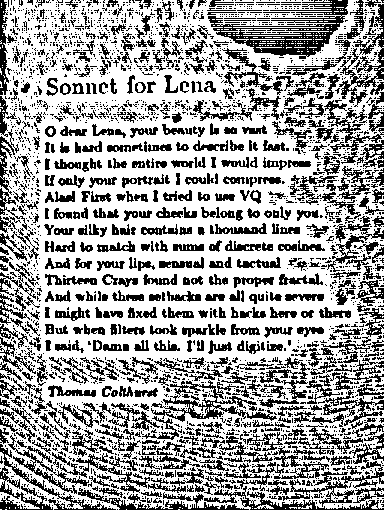 Sonnet for Lena
O dear Lena, your beauty is so vast
It is hard sometimes to describe it fast.
I thought the entire world I would impress
If only your portrait I could compress.
Alas! First when I tried to use VQ
I found that your cheeks belong to only you.
Your silky hair contains a thousand lines
Hard to match with sums of discrete cosines.
And for your lips, sensual and tactual
Thirteen Crays found not the proper fractal.
And while these setbacks are all quite severe
I might have fixed them with hacks here or there
But when filters took sparkle from your eyes
I said, 'Damn all this. I'll just digitize.'
Thomas Colthurst